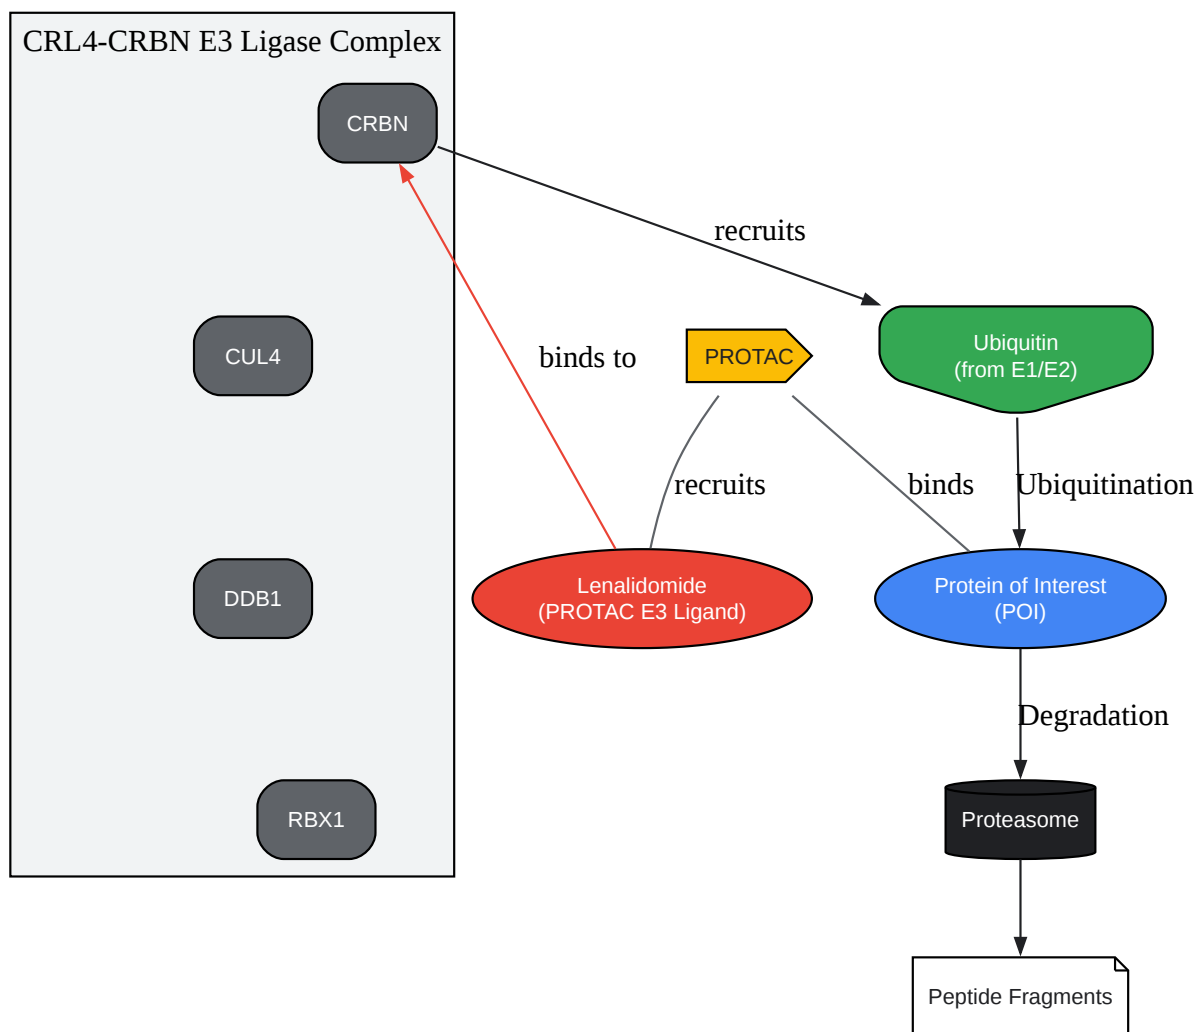 CRL4-CRBN E3 Ligase Complex
CRBN
recruits
Ubiquitin
(from E1/E2)
CUL4
binds to
PROTAC
recruits
binds
Ubiquitination
DDB1
Lenalidomide
(PROTAC E3 Ligand)
Protein of Interest
(POI)
Degradation
RBX1
Proteasome
Peptide Fragments